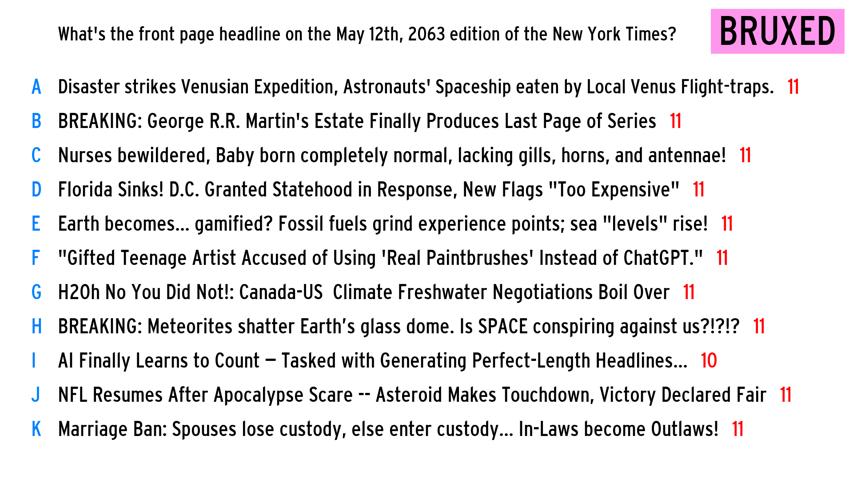 What's the front page headline on the May 12th, 2063 edition of the New York Times?
BRUXED
A Disaster strikes Venusian Expedition, Astronauts' Spaceship eaten by Local Venus Flight-traps. 11
B BREAKING: George R.R. Martin's Estate Finally Produces Last Page of Series 11
C Nurses bewildered, Baby born completely normal, lacking gills, horns, and antennae! 11
D Florida Sinks! D.C. Granted Statehood in Response, New Flags "Too Expensive" 11
E Earth becomes... gamified? Fossil fuels grind experience points; sea "levels" rise! 11
F "Gifted Teenage Artist Accused of Using 'Real Paintbrushes' Instead of ChatGPT." 11
G H2Oh No You Did Not!: Canada-US  Climate Freshwater Negotiations Boil Over 11
H BREAKING: Meteorites shatter Earth’s glass dome. Is SPACE conspiring against us?!?!? 11
I AI Finally Learns to Count – Tasked with Generating Perfect-Length Headlines... 10
J NFL Resumes After Apocalypse Scare -- Asteroid Makes Touchdown, Victory Declared Fair 11
K Marriage Ban: Spouses lose custody, else enter custody... In-Laws become Outlaws! 11